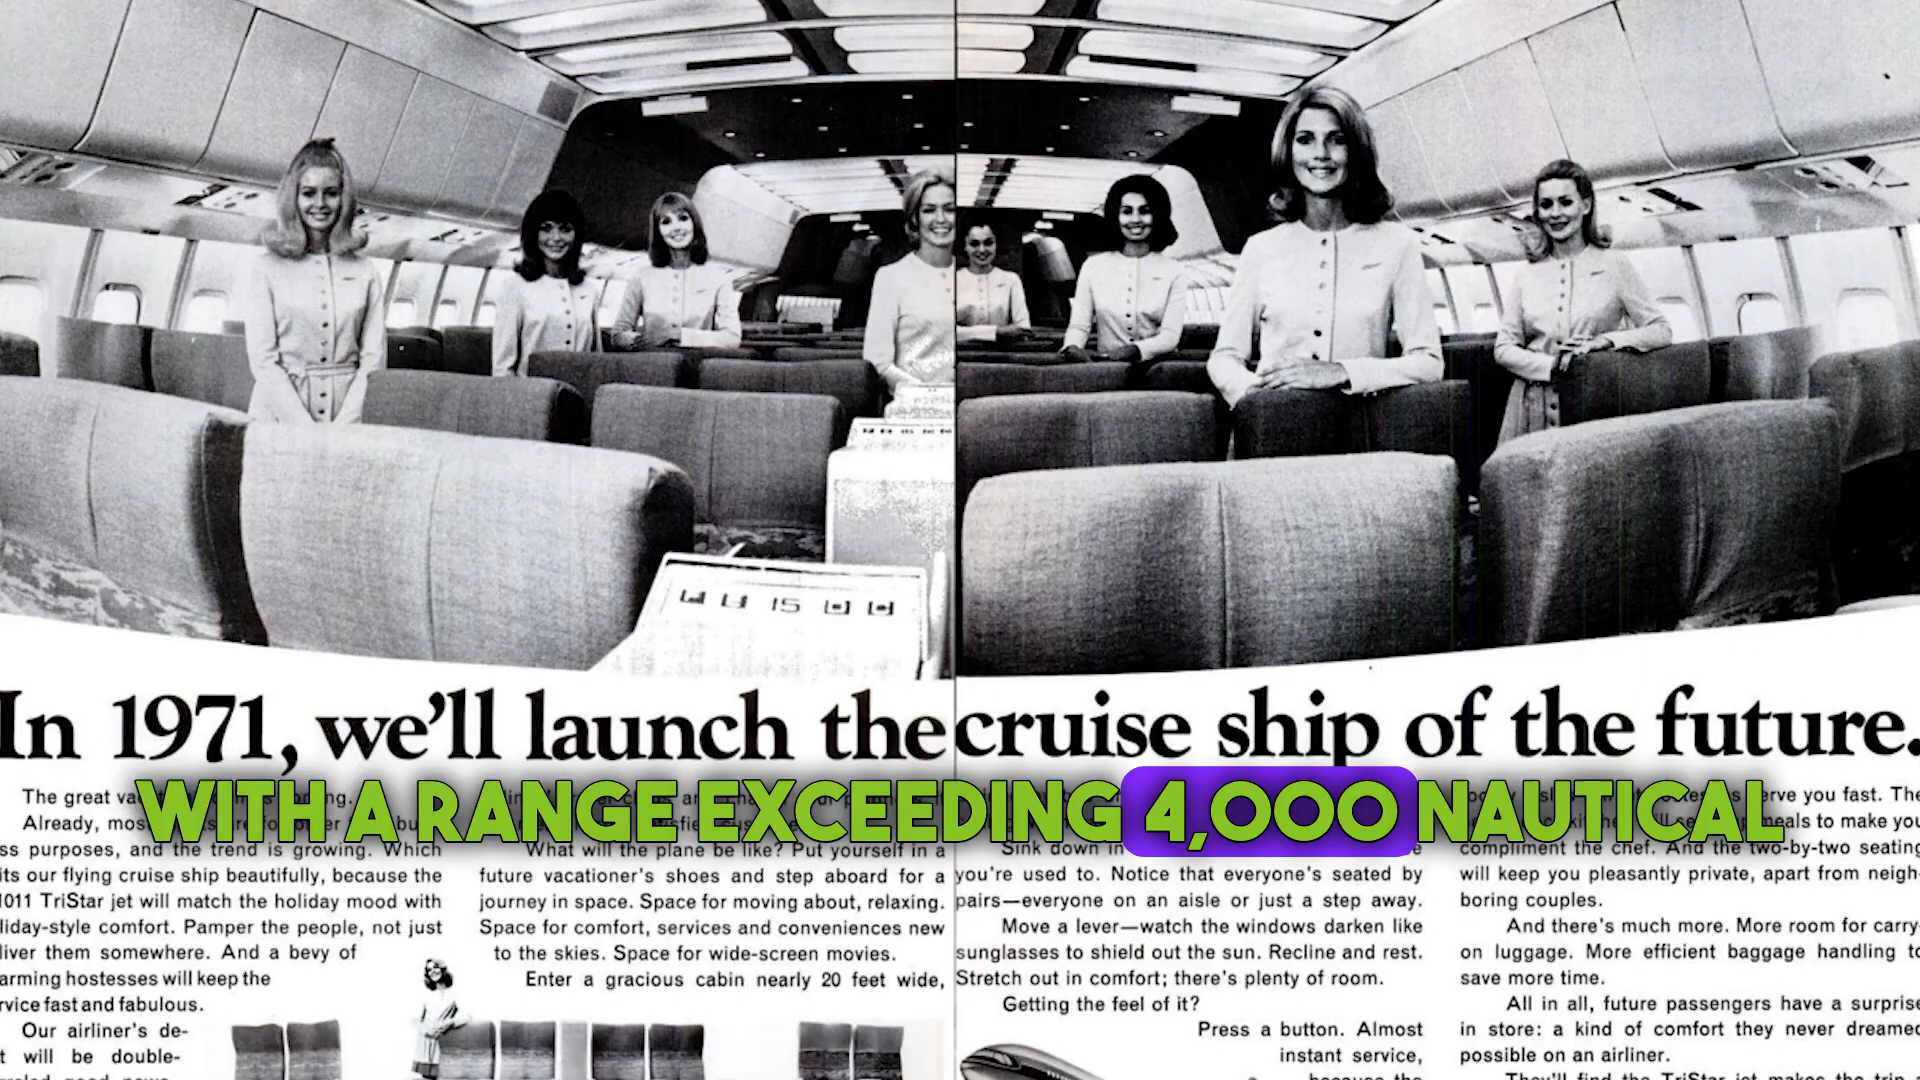 In 1971, we'll launch the cruise ship of the future.
WITH A RANGE EXCEEDING 4,000 NAUTICAL
The great
Already,
ss purposes, and the trend is growing. Which
its our flying cruise ship beautifully, because the
1011 TriStar jet will match the holiday mood with
liday-style comfort. Pamper the people, not just
liver them somewhere. And a bevy of
arming hostesses will keep the
rvice fast and fabulous.
Our airliner's de-
t will be double-
What will the plane be like? Put yourself in a
future vacationer's shoes and step aboard for a
journey in space. Space for moving about, relaxing.
Space for comfort, services and conveniences new
to the skies. Space for wide-screen movies.
Enter a gracious cabin nearly 20 feet wide,
Sink down in
you're used to. Notice that everyone's seated by
pairs—everyone on an aisle or just a step away.
Move a lever—watch the windows darken like
sunglasses to shield out the sun. Recline and rest.
Stretch out in comfort; there's plenty of room.
Getting the feel of it?
Press a button. Almost
instant service,
because the
serve you fast. The
meals to make you
compliment the chef. And the two-by-two seating
will keep you pleasantly private, apart from neigh-
boring couples.
And there's much more. More room for carry-
on luggage. More efficient baggage handling to
save more time.
All in all, future passengers have a surprise
in store: a kind of comfort they never dreamed
possible on an airliner.
They'll find the TriStar jet makes the trip a